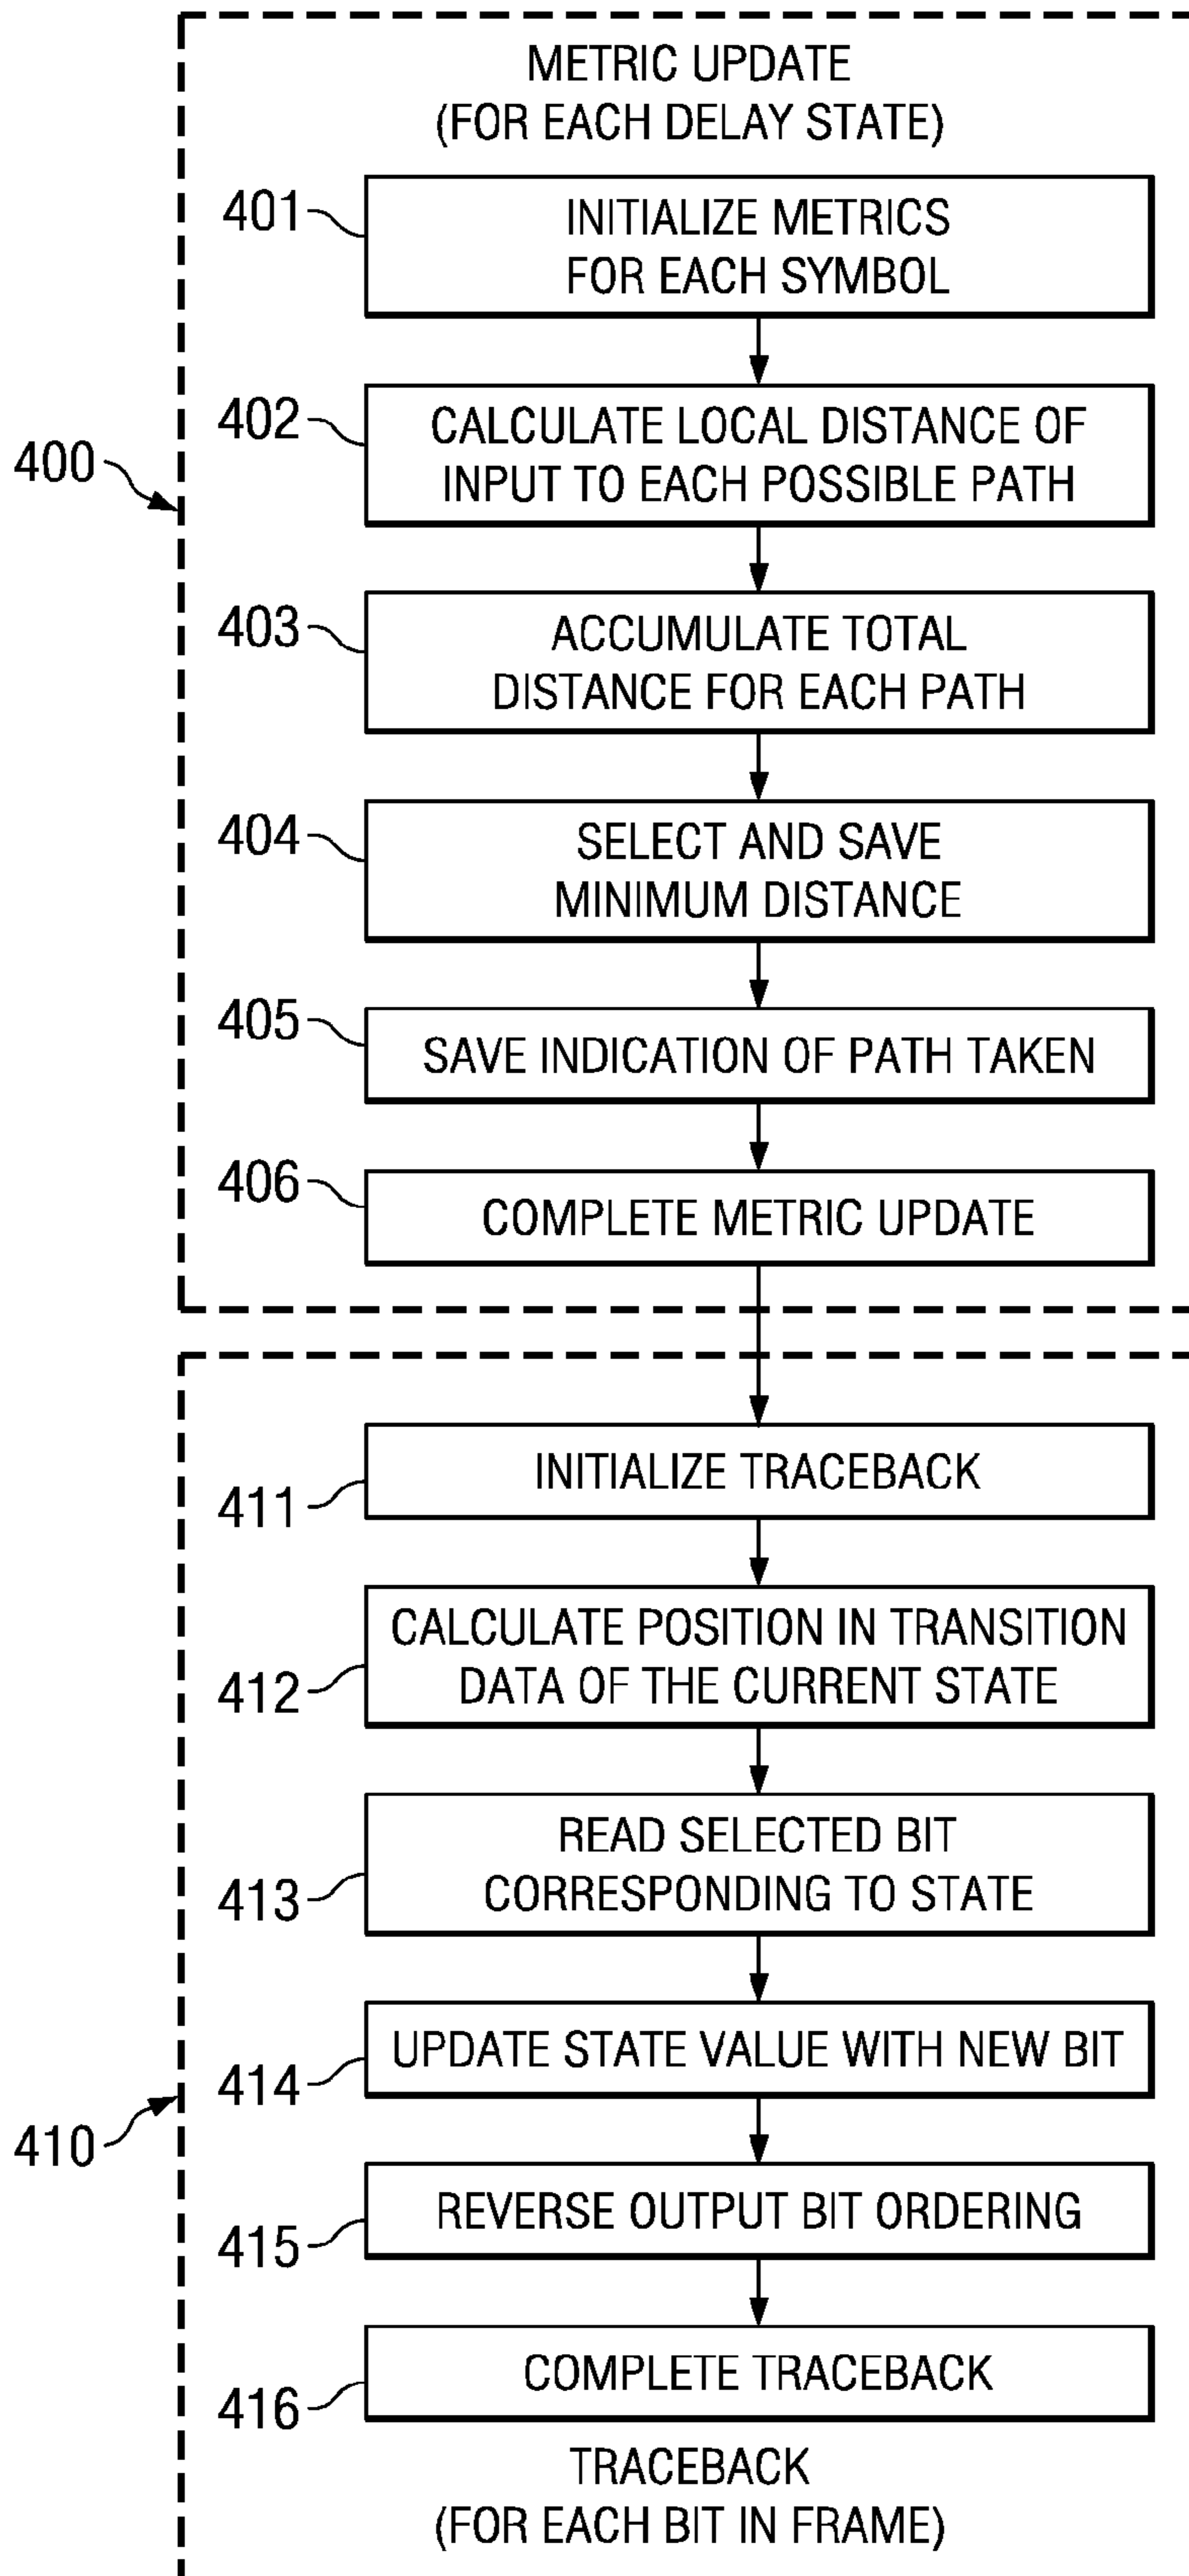 METRIC UPDATE
(FOR EACH DELAY STATE)
401
INITIALIZE METRICS
FOR EACH SYMBOL
402
CALCULATE LOCAL DISTANCE OF
INPUT TO EACH POSSIBLE PATH
400
403
ACCUMULATE TOTAL
DISTANCE FOR EACH PATH
404
SELECT AND SAVE
MINIMUM DISTANCE
405
SAVE INDICATION OF PATH TAKEN
406
COMPLETE METRIC UPDATE
INITIALIZE TRACEBACK
411
CALCULATE POSITION IN TRANSITION
DATA OF THE CURRENT STATE
412
READ SELECTED BIT
CORRESPONDING TO STATE
413
UPDATE STATE VALUE WITH NEW BIT
414
410
REVERSE OUTPUT BIT ORDERING
415
COMPLETE TRACEBACK
416
TRACEBACK
(FOR EACH BIT IN FRAME)